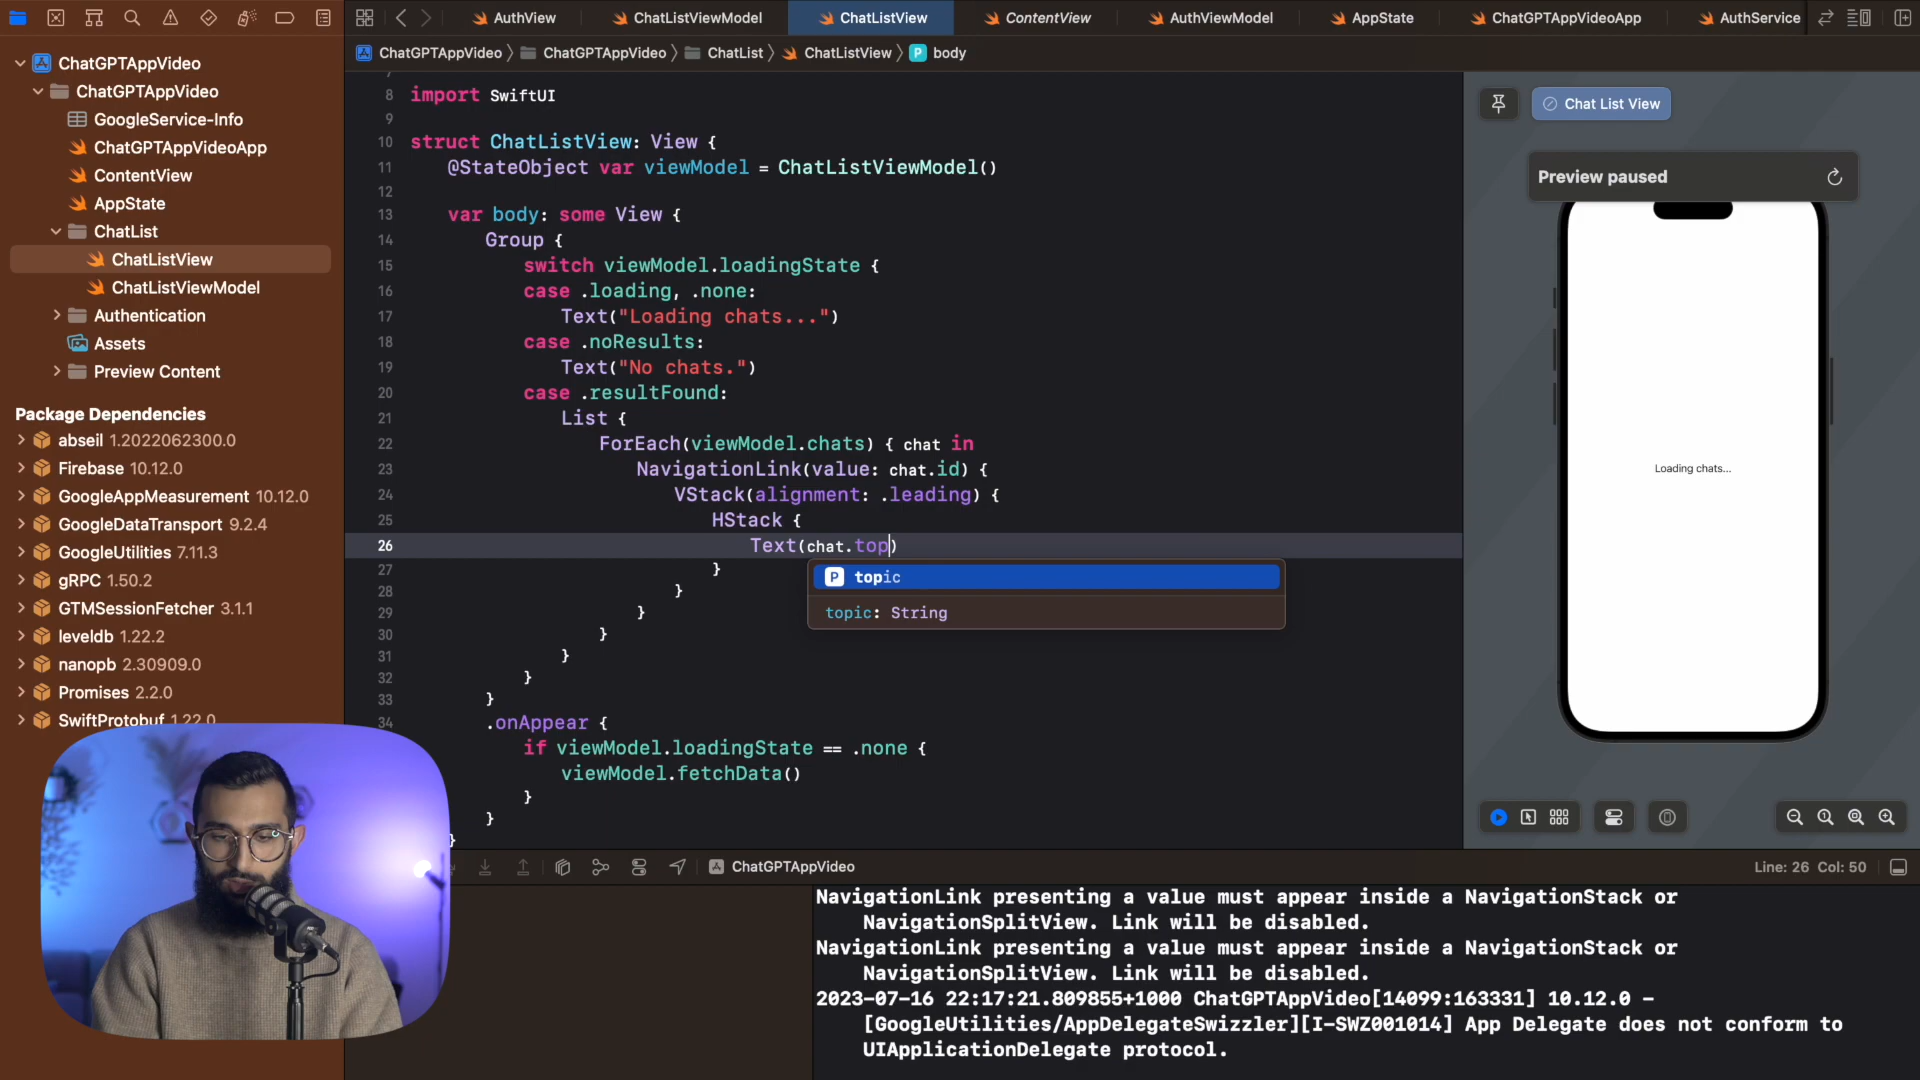 AuthView
ChatListViewModel
ChatListView
ContentView
AuthViewModel
AppState
ChatGPTAppVideoApp
AuthService
ChatGPTAppVideo
ChatGPTAppVideo
ChatList
ChatListView
P body
ChatGPTAppVideo
ChatGPTAppVideo
GoogleService-Info
ChatGPTAppVideoApp
ContentView
AppState
ChatList
ChatListView
ChatListViewModel
Authentication
Assets
Preview Content
Package Dependencies
abseil 1.2022062300.0
Firebase 10.12.0
GoogleAppMeasurement 10.12.0
GoogleDataTransport 9.2.4
GoogleUtilities 7.11.3
gRPC 1.50.2
GTMSessionFetcher 3.1.1
leveldb 1.22.2
nanopb 2.30909.0
Promises 2.2.0
SwiftProtobuf 1.22.0
8 import SwiftUI
9
10 struct ChatListView: View {
11 @StateObject var viewModel = ChatListViewModel()
12
13 var body: some View {
14 Group {
15 switch viewModel.loadingState {
16 case .loading, .none:
17 Text("Loading chats...")
18 case .noResults:
19 Text("No chats.")
20 case .resultFound:
21 List {
22 ForEach(viewModel.chats) { chat in
23 NavigationLink(value: chat.id) {
24 VStack(alignment: .leading) {
25 HStack {
26 Text(chat.top)
27 }
28 }
29 }
30 }
31 }
32 }
33 }
34 .onAppear {
if viewModel.loadingState == .none {
viewModel.fetchData()
}
}
}
P topic
topic: String
Chat List View
Preview paused
Loading chats...
ChatGPTAppVideo
Line: 26 Col: 50
NavigationLink presenting a value must appear inside a NavigationStack or
NavigationSplitView. Link will be disabled.
NavigationLink presenting a value must appear inside a NavigationStack or
NavigationSplitView. Link will be disabled.
2023-07-16 22:17:21.809855+1000 ChatGPTAppVideo[14099:163331] 10.12.0 -
[GoogleUtilities/AppDelegateSwizzler][I-SWZ001014] App Delegate does not conform to
UIApplicationDelegate protocol.